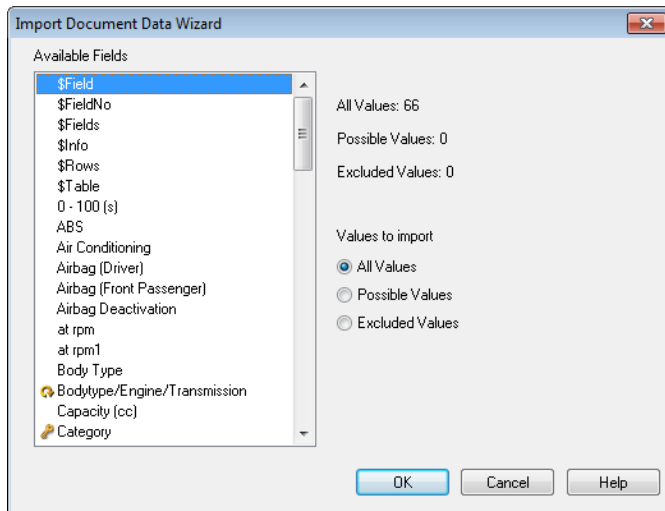 Import Document Data Wizard
Available Fields
$Field
$FieldNo
$Fields
$Info
$Rows
$Table
0 - 100 (s)
ABS
Air Conditioning
Airbag (Driver)
Airbag (Front Passenger)
Airbag Deactivation
at rpm
at rpm1
Body Type
Bodytype/Engine/Transmission
Capacity (cc)
Category
All Values: 66
Possible Values: 0
Excluded Values: 0
Values to import
All Values
Possible Values
Excluded Values
OK Cancel Help